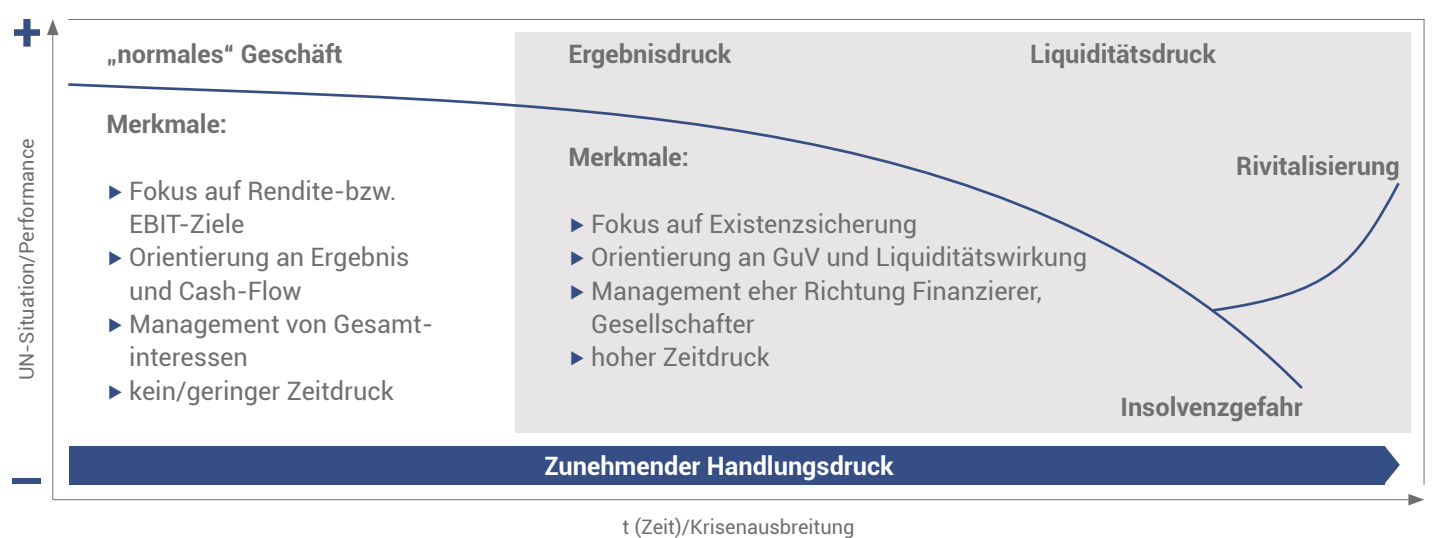 +
„normales“ Geschäft
Merkmale:
▶ Fokus auf Rendite-bzw.
EBIT-Ziele
▶ Orientierung an Ergebnis
und Cash-Flow
▶ Management von Gesamt-
interessen
▶ kein/geringer Zeitdruck
Ergebnisdruck
Liquiditätsdruck
Merkmale:
▶ Fokus auf Existenzsicherung
▶ Orientierung an GuV und Liquiditätswirkung
▶ Management eher Richtung Finanzierer,
Gesellschafter
▶ hoher Zeitdruck
Rivitalisierung
Insolvenzgefahr
UN-Situation/Performance
–
Zunehmender Handlungsdruck
t (Zeit)/Krisenausbreitung